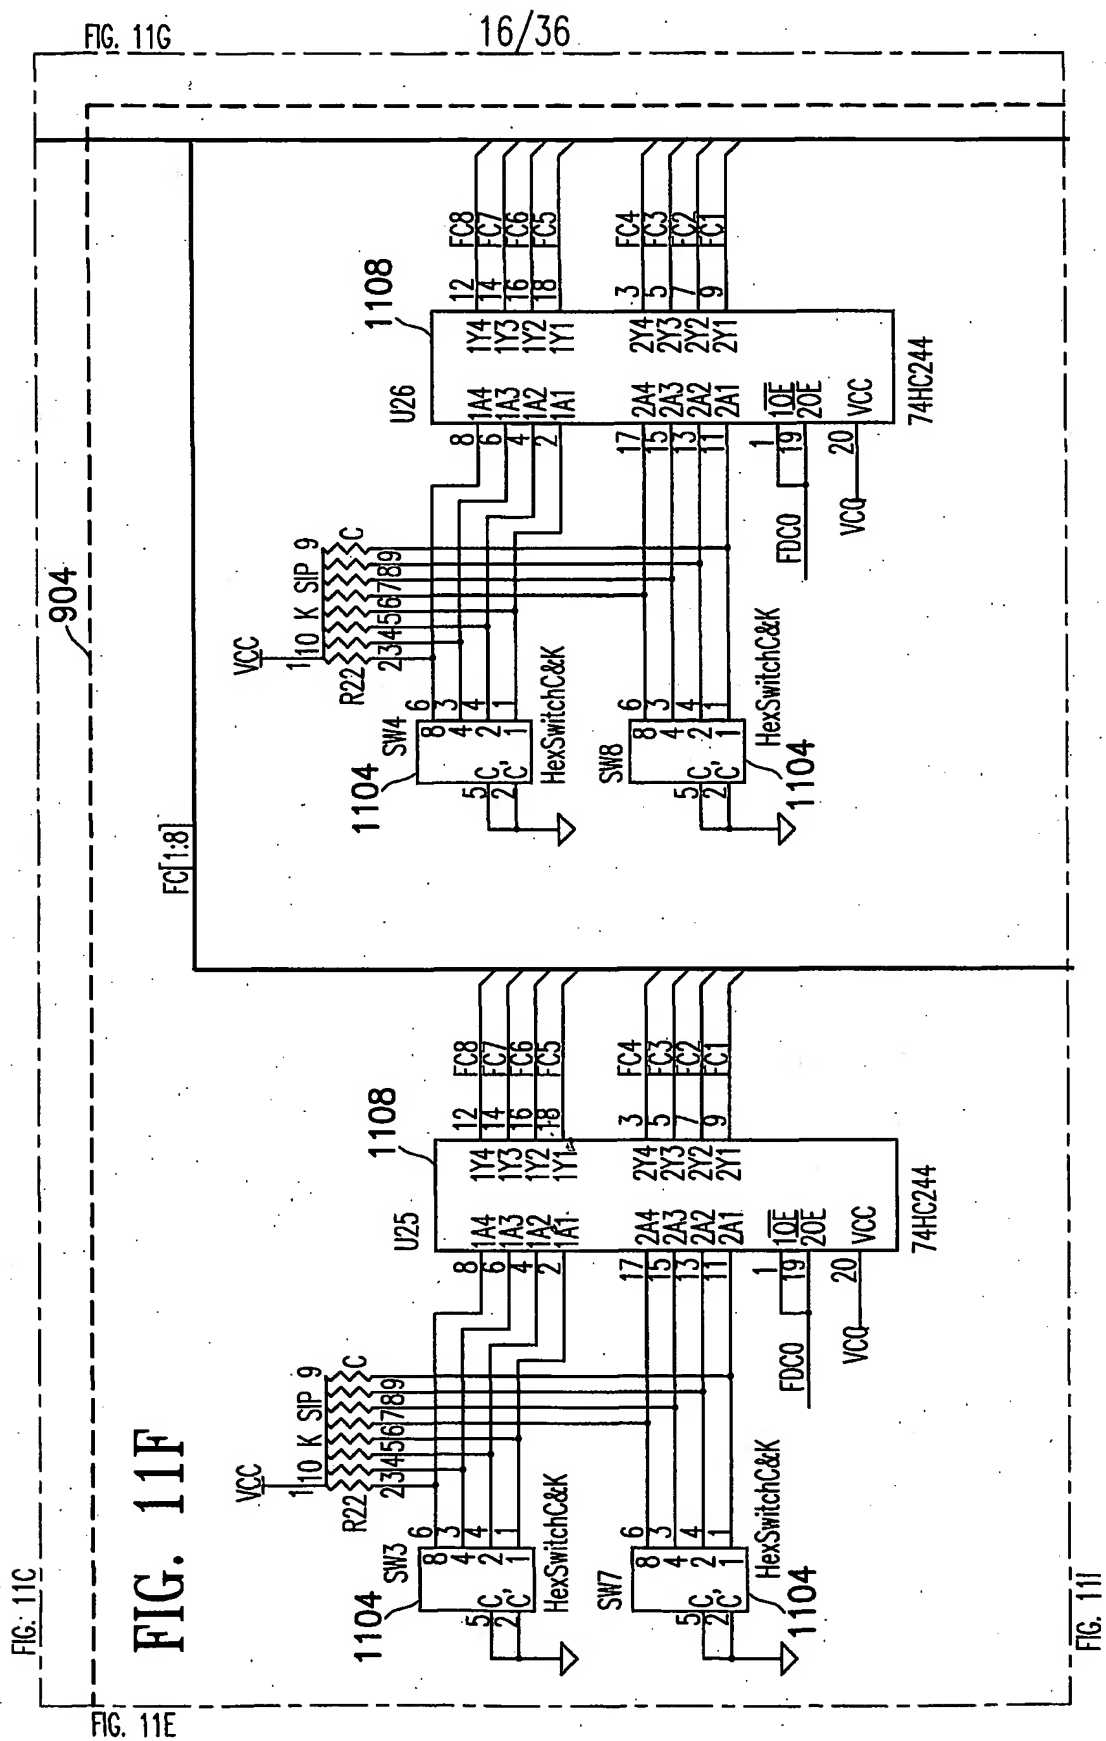 16/36
FIG. 11G
FIG. 11C
FIG. 11E
FIG. 11I
FIG. 11F
904
FC[1:8]
VCC
1 10 K SIP 9
R22
C
2 3 4 5 6 7 8 9
1104
SW4
8 6
4 3
2 4
1 1
5 C
2 C'
HexSwitchC&K
SW8
8 6
4 3
2 4
1 1
5 C
2 C'
HexSwitchC&K
1104
U26
1108
8 1A4 1Y4 12 FC8
6 1A3 1Y3 14 FC7
4 1A2 1Y2 16 FC6
2 1A1 1Y1 18 FC5
17 2A4 2Y4 3 FC4
15 2A3 2Y3 5 FC3
13 2A2 2Y2 7 FC2
11 2A1 2Y1 9 FC1
1 1OE
19 2OE
FDC0
20 VCC
74HC244
VCC
1 10 K SIP 9
R22
C
2 3 4 5 6 7 8 9
1104
SW3
8 6
4 3
2 4
1 1
5 C
2 C'
HexSwitchC&K
SW7
8 6
4 3
2 4
1 1
5 C
2 C'
HexSwitchC&K
1104
U25
1108
8 1A4 1Y4 12 FC8
6 1A3 1Y3 14 FC7
4 1A2 1Y2 16 FC6
2 1A1 1Y1 18 FC5
17 2A4 2Y4 3 FC4
15 2A3 2Y3 5 FC3
13 2A2 2Y2 7 FC2
11 2A1 2Y1 9 FC1
1 1OE
19 2OE
FDC0
20 VCC
74HC244